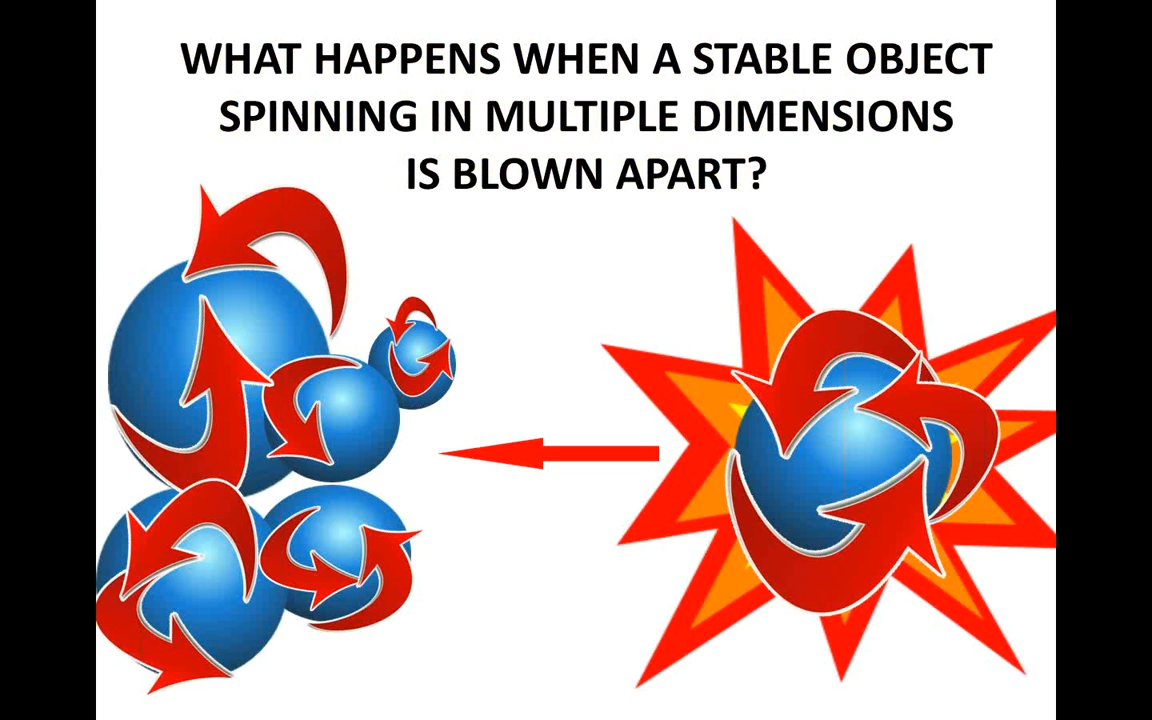 WHAT HAPPENS WHEN A STABLE OBJECT
SPINNING IN MULTIPLE DIMENSIONS
IS BLOWN APART?